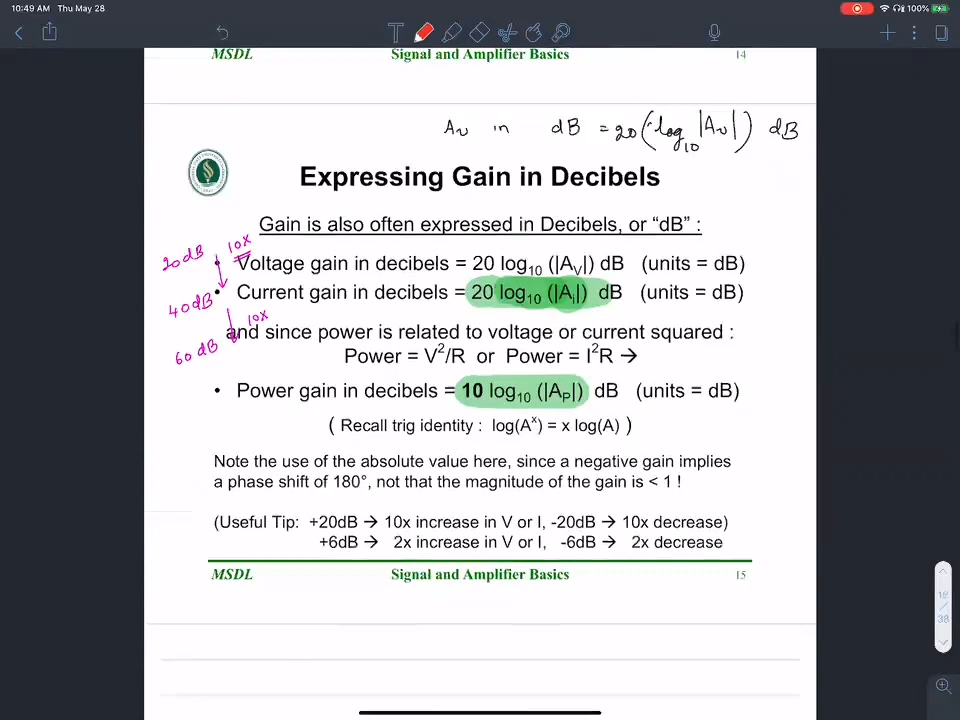 10:49 AM Thu May 28
100%
MSDL Signal and Amplifier Basics 14
Av in dB = 20 (log10 |Av|) dB
Expressing Gain in Decibels
Gain is also often expressed in Decibels, or “dB” :
20 dB 10x
• Voltage gain in decibels = 20 log10 (|AV|) dB (units = dB)
• Current gain in decibels = 20 log10 (|Ai|) dB (units = dB)
40 dB 10x
and since power is related to voltage or current squared :
60 dB
Power = V²/R or Power = I²R →
• Power gain in decibels = 10 log10 (|AP|) dB (units = dB)
( Recall trig identity : log(Aˣ) = x log(A) )
Note the use of the absolute value here, since a negative gain implies
a phase shift of 180°, not that the magnitude of the gain is < 1 !
(Useful Tip: +20dB → 10x increase in V or I, -20dB → 10x decrease)
+6dB → 2x increase in V or I, -6dB → 2x decrease
MSDL Signal and Amplifier Basics 15
38